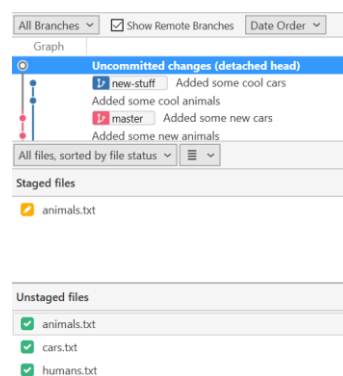 All Branches Show Remote Branches Date Order
Graph
Uncommitted changes (detached head)
new-stuff Added some cool cars
Added some cool animals
master Added some new cars
Added some new animals
All files, sorted by file status
Staged files
animals.txt
Unstaged files
animals.txt
cars.txt
humans.txt